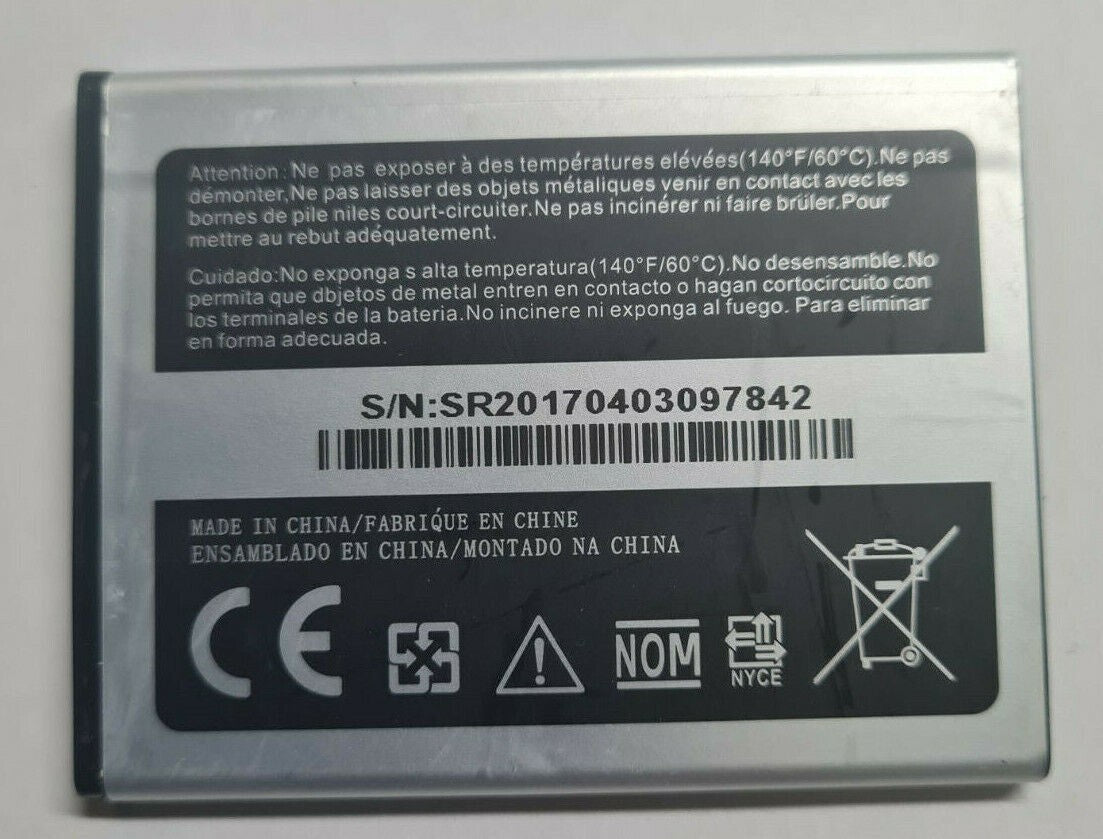 Attention:Ne pas exposer à des températures elévées(140°F/60°C).Ne pas
démonter,Ne pas laisser des objets métaliques venir en contact avec les
bornes de pile niles court-circuiter.Ne pas incinérer ni faire brüler.Pour
mettre au rebut adéquatement.
Cuidado:No exponga s alta temperatura(140°F/60°C).No desensamble.No
permita que dbjetos de metal entren en contacto o hagan cortocircuito con
los terminales de la bateria.No incinere ni exponga al fuego. Para eliminar
en forma adecuada.
S/N:SR20170403097842
MADE IN CHINA/FABRIQUE EN CHINE
ENSAMBLADO EN CHINA/MONTADO NA CHINA
CE
NOM
NYCE